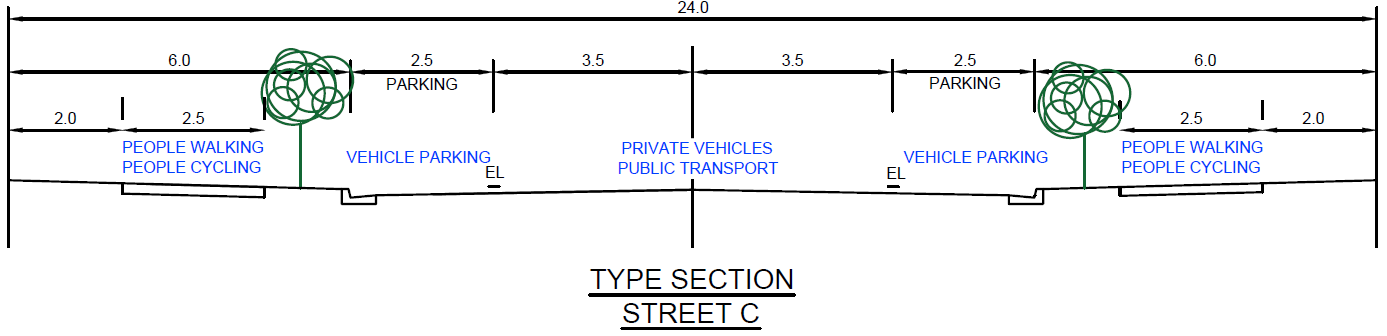 24.0
6.0 2.5 3.5 3.5 2.5 6.0
PARKING PARKING
2.0 2.5 2.5 2.0
PEOPLE WALKING PRIVATE VEHICLES PEOPLE WALKING
PEOPLE CYCLING VEHICLE PARKING PUBLIC TRANSPORT VEHICLE PARKING PEOPLE CYCLING
EL EL
TYPE SECTION
STREET C